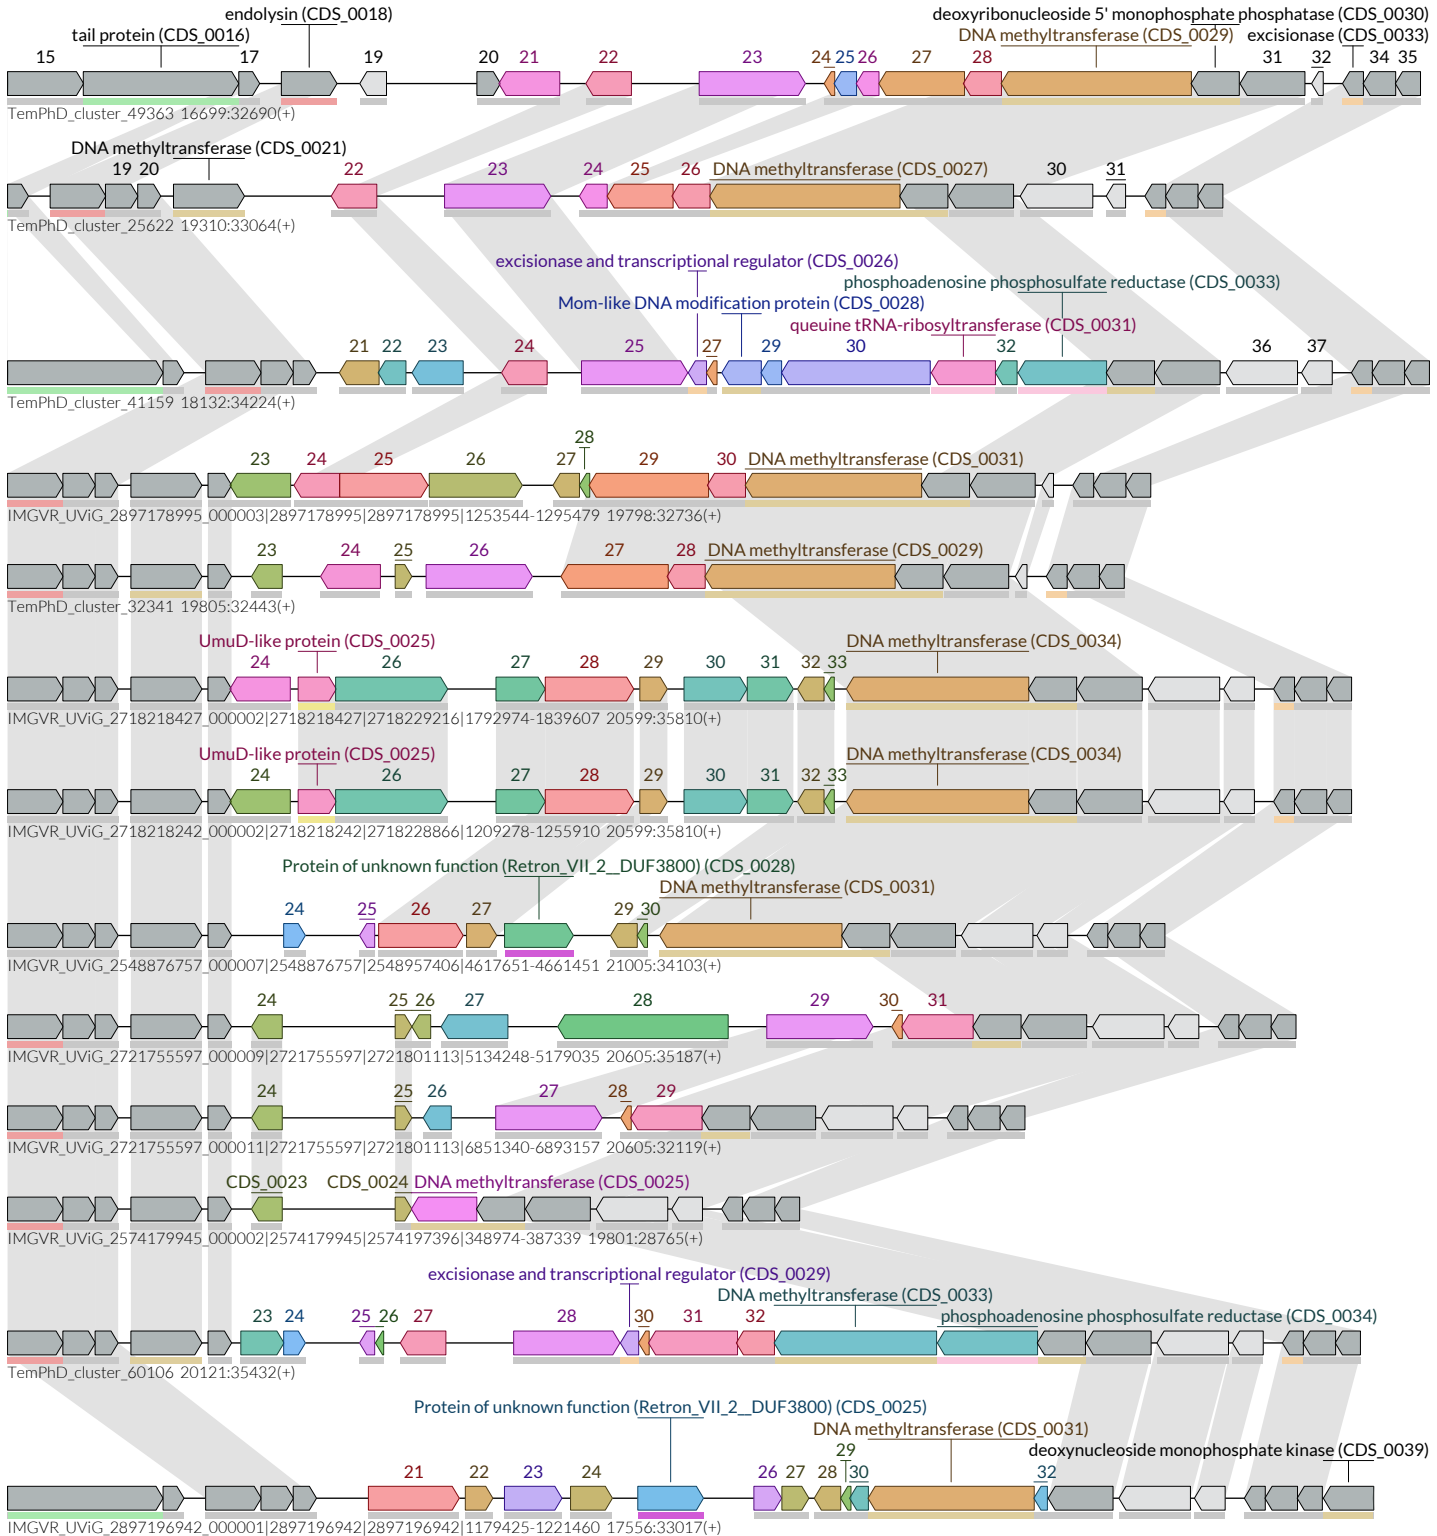 endolysin (CDS_0018) deoxyribonucleoside 5' monophosphate phosphatase (CDS_0030)
tail protein (CDS_0016) DNA methyltransferase (CDS_0029) excisionase (CDS_0033)
15 17 19 20 21 22 23 24 25 26 27 28 31 32 34 35
TemPhD_cluster_49363 16699:32690(+)
DNA methyltransferase (CDS_0021)
19 20 22 23 24 25 26 DNA methyltransferase (CDS_0027) 30 31
TemPhD_cluster_25622 19310:33064(+)
excisionase and transcriptional regulator (CDS_0026)
phosphoadenosine phosphosulfate reductase (CDS_0033)
Mom-like DNA modification protein (CDS_0028)
queuine tRNA-ribosyltransferase (CDS_0031)
21 22 23 24 25 27 29 30 32 36 37
TemPhD_cluster_41159 18132:34224(+)
28
23 24 25 26 27 29 30 DNA methyltransferase (CDS_0031)
IMGVR_UViG_2897178995_000003|2897178995|2897178995|1253544-1295479 19798:32736(+)
23 24 25 26 27 28 DNA methyltransferase (CDS_0029)
TemPhD_cluster_32341 19805:32443(+)
UmuD-like protein (CDS_0025) DNA methyltransferase (CDS_0034)
24 26 27 28 29 30 31 32 33
IMGVR_UViG_2718218427_000002|2718218427|2718229216|1792974-1839607 20599:35810(+)
UmuD-like protein (CDS_0025) DNA methyltransferase (CDS_0034)
24 26 27 28 29 30 31 32 33
IMGVR_UViG_2718218242_000002|2718218242|2718228866|1209278-1255910 20599:35810(+)
Protein of unknown function (Retron_VII_2__DUF3800) (CDS_0028)
DNA methyltransferase (CDS_0031)
24 25 26 27 29 30
IMGVR_UViG_2548876757_000007|2548876757|2548957406|4617651-4661451 21005:34103(+)
24 25 26 27 28 29 30 31
IMGVR_UViG_2721755597_000009|2721755597|2721801113|5134248-5179035 20605:35187(+)
24 25 26 27 28 29
IMGVR_UViG_2721755597_000011|2721755597|2721801113|6851340-6893157 20605:32119(+)
CDS_0023 CDS_0024 DNA methyltransferase (CDS_0025)
IMGVR_UViG_2574179945_000002|2574179945|2574197396|348974-387339 19801:28765(+)
excisionase and transcriptional regulator (CDS_0029)
DNA methyltransferase (CDS_0033)
23 24 25 26 27 28 30 31 32 phosphoadenosine phosphosulfate reductase (CDS_0034)
TemPhD_cluster_60106 20121:35432(+)
Protein of unknown function (Retron_VII_2__DUF3800) (CDS_0025)
DNA methyltransferase (CDS_0031)
29 deoxynucleoside monophosphate kinase (CDS_0039)
21 22 23 24 26 27 28 30 32
IMGVR_UViG_2897196942_000001|2897196942|2897196942|1179425-1221460 17556:33017(+)